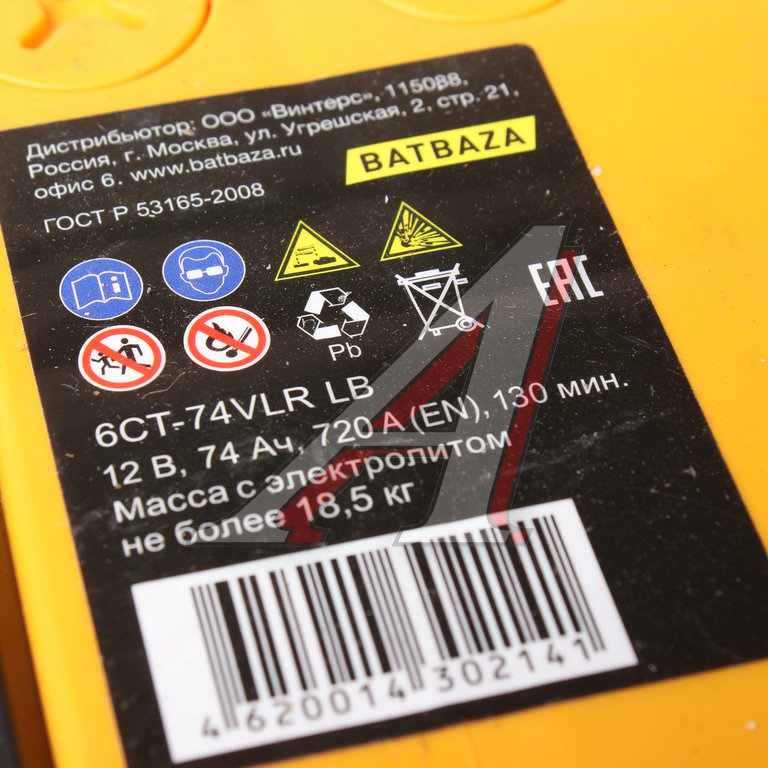 Дистрибьютор: ООО «Винтерс», 115088,
Россия, г. Москва, ул. Угрешская, 2, стр. 21,
офис 6. www.batbaza.ru
BATBAZA
ГОСТ Р 53165-2008
EAC
Pb
6СТ-74VLR LB
12 В, 74 Ач, 720 А (EN), 130 мин.
Масса с электролитом
не более 18,5 кг
4 620014 302141